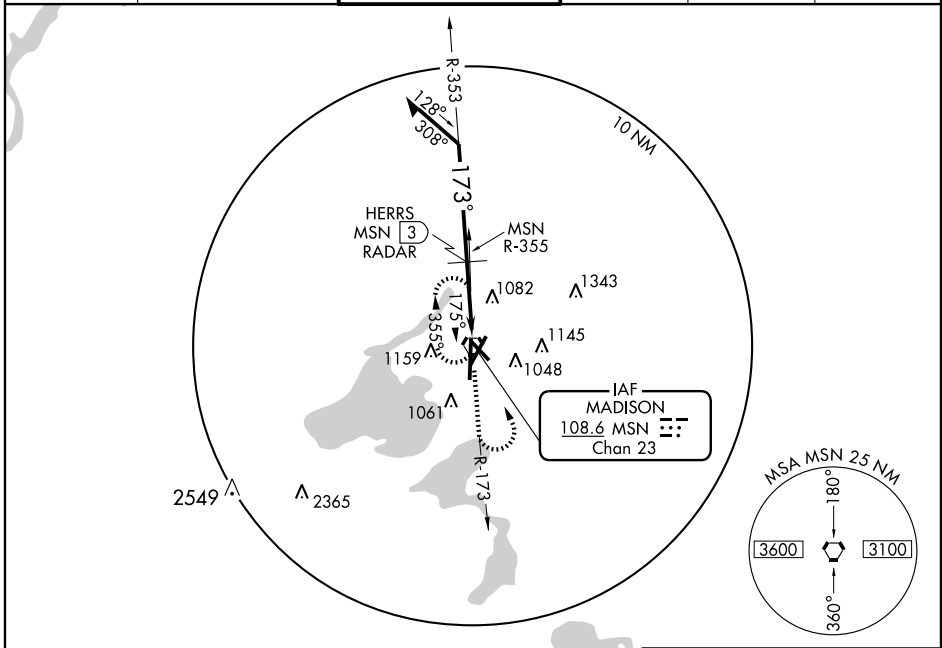 R-353
128°
308°
10 NM
173°
HERRS
MSN 3
RADAR
MSN
R-355
1082
1343
175°
355°
1145
1159
1048
1061
IAF
MADISON
108.6 MSN
Chan 23
R-173
2549
2365
MSA MSN 25 NM
180°
3600
3100
360°